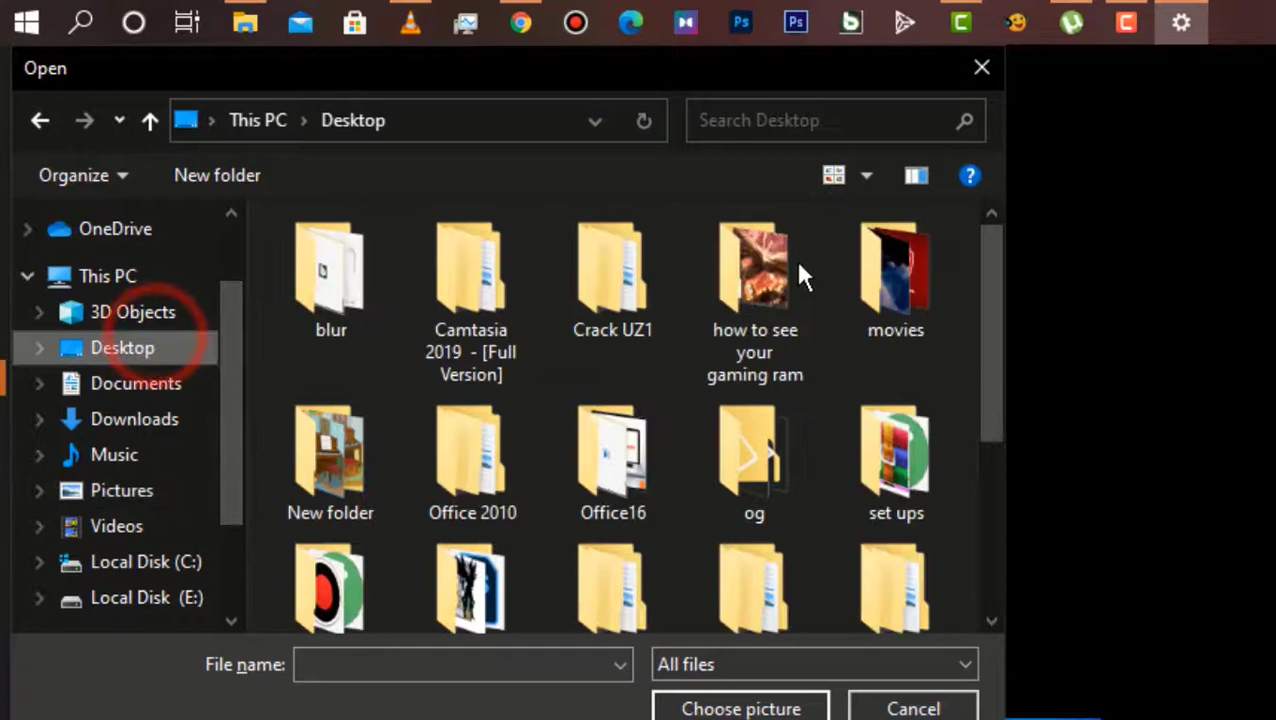 Ps
Ps
b
C
C
Open
This PC
Desktop
Search Desktop
Organize
New folder
?
OneDrive
This PC
3D Objects
Desktop
Documents
Downloads
Music
Pictures
Videos
Local Disk (C:)
Local Disk (E:)
blur
Camtasia
2019 - [Full
Version]
Crack UZ1
how to see
your
gaming ram
movies
New folder
Office 2010
Office16
og
set ups
File name:
All files
Choose picture
Cancel